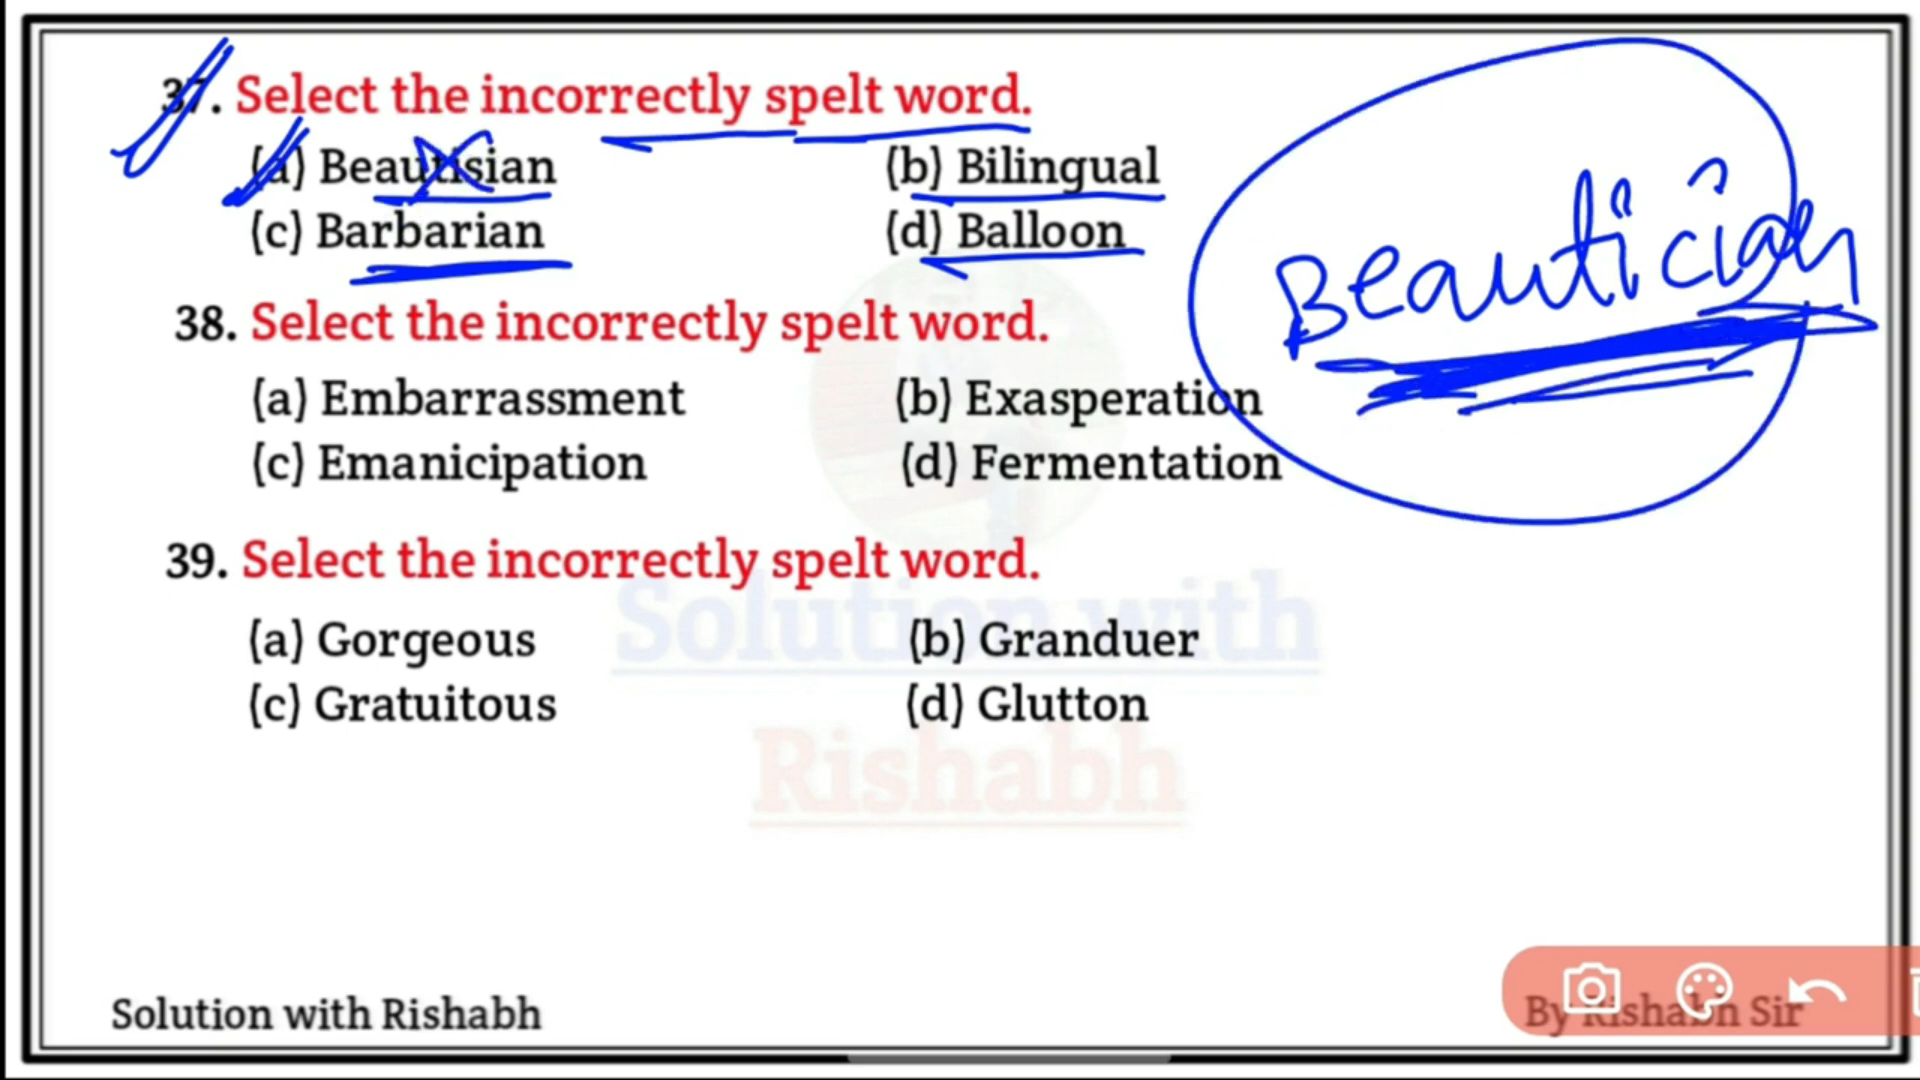 37. Select the incorrectly spelt word.
(a) Beautisian (b) Bilingual
(c) Barbarian (d) Balloon
Beautician
38. Select the incorrectly spelt word.
(a) Embarrassment (b) Exasperation
(c) Emanicipation (d) Fermentation
39. Select the incorrectly spelt word.
Solution with
(a) Gorgeous (b) Granduer
(c) Gratuitous (d) Glutton
Rishabh
Solution with Rishabh By Rishabh Sir